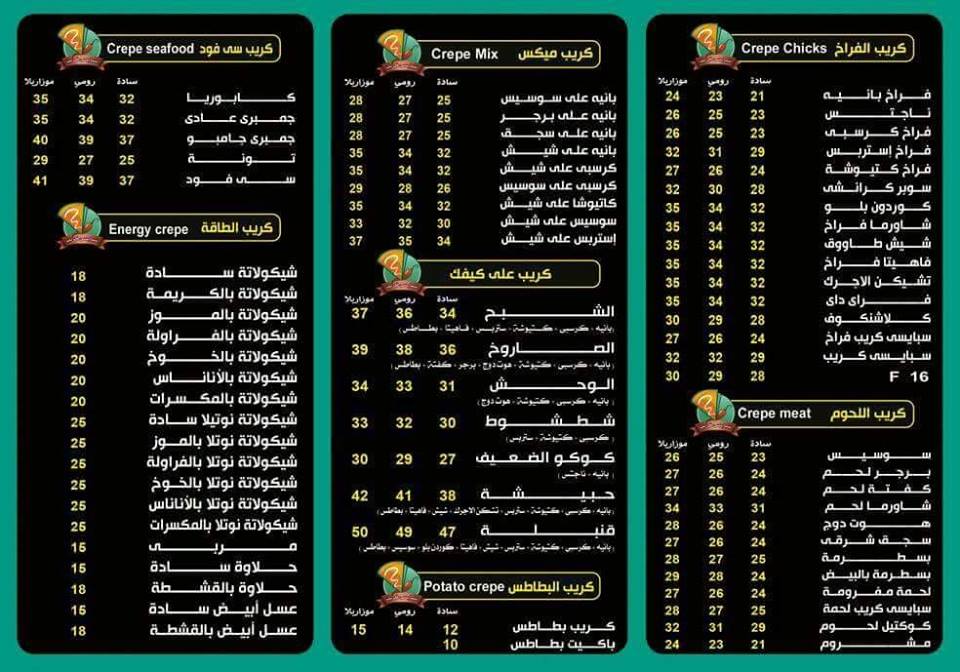 كريب الفراخ Crepe Chicks
سادة رومي موزاريلا
فراخ بانيه 21 23 24
ناجتس 23 25 26
فراخ كرسبى 23 25 26
فراخ إستربس 29 31 32
فراخ كتيوشة 24 26 27
سوبر كرانشى 28 30 32
كوردون بلو 32 34 35
شاورما فراخ 32 34 35
شيش طاووق 32 34 35
فاهيتا فراخ 32 34 35
تشيكن الاجرك 32 34 35
فراى داى 32 34 35
كلاشنكوف 28 29 30
سبايسى كريب فراخ 24 26 27
سبايسى كريب 29 32 32
F 16 28 29 30
كريب اللحوم Crepe meat
سادة رومي موزاريلا
سوسيس 23 25 26
برجر لحم 24 26 27
كفتة لحم 24 26 27
شاورما لحم 31 33 34
هوت دوج 24 26 28
سجق شرقى 24 26 27
بسطرمة 25 27 28
بسطرمة بالبيض 24 28 29
لحمة مفرومة 24 26 27
سبايسى كريب لحمة 25 27 28
كوكتيل لحوم 29 31 32
مشروم 21 23 24
كريب ميكس Crepe Mix
سادة رومي موزاريلا
بانيه على سوسيس 25 27 28
بانيه على برجر 25 27 28
بانيه على سجق 25 27 28
بانيه على شيش 32 34 35
كرسبى على شيش 32 34 35
كرسبى على سوسيس 26 28 29
كاتيوشا على شيش 32 34 35
سوسيس على شيش 30 32 33
إستربس على شيش 34 35 37
كريب على كيفك
سادة رومي موزاريلا
الشبح 34 36 37
(بانيه - كرسبى - كتيوشة - ستربس - فاهيتا - بطاطس)
الصاروخ 36 38 39
(بانيه - كرسبى - كتيوشة - هوت دوج - برجر - كفتة - بطاطس)
الوحش 31 33 34
(بانيه - كرسبى - كتيوشة - هوت دوج)
شطشوط 30 32 33
(كرسبى - كتيوشة - ستربس)
كوكو الضعيف 27 29 30
(بانيه - ناجتس)
حبيشة 38 41 42
(بانيه - كرسبى - كتيوشة - ستربس - تشكن الاجرك - شيش - فاهيتا - بطاطس)
قنبلة 47 49 50
(بانيه - كرسبى - كتيوشة - ستربس - شيش - فاهيتا - كوردن بلو - سوسيس - بطاطس)
كريب البطاطس Potato crepe
سادة رومي موزاريلا
كريب بطاطس 12 14 15
باكيت بطاطس 10
كريب سى فود Crepe seafood
سادة رومي موزاريلا
كابوريا 32 34 35
جمبرى عادى 32 34 35
جمبرى جامبو 37 39 40
تونة 25 27 29
سى فود 37 39 41
كريب الطاقة Energy crepe
شيكولاتة سادة 18
شيكولاتة بالكريمة 18
شيكولاتة بالموز 20
شيكولاتة بالفراولة 20
شيكولاتة بالخوخ 20
شيكولاتة بالأناناس 20
شيكولاتة بالمكسرات 20
شيكولاتة نوتيلا سادة 25
شيكولاتة نوتلا بالموز 25
شيكولاتة نوتلا بالفراولة 25
شيكولاتة نوتلا بالخوخ 25
شيكولاتة نوتلا بالأناناس 25
شيكولاتة نوتلا بالمكسرات 25
مربى 15
حلاوة سادة 15
حلاوة بالقشطة 18
عسل أبيض سادة 15
عسل أبيض بالقشطة 18